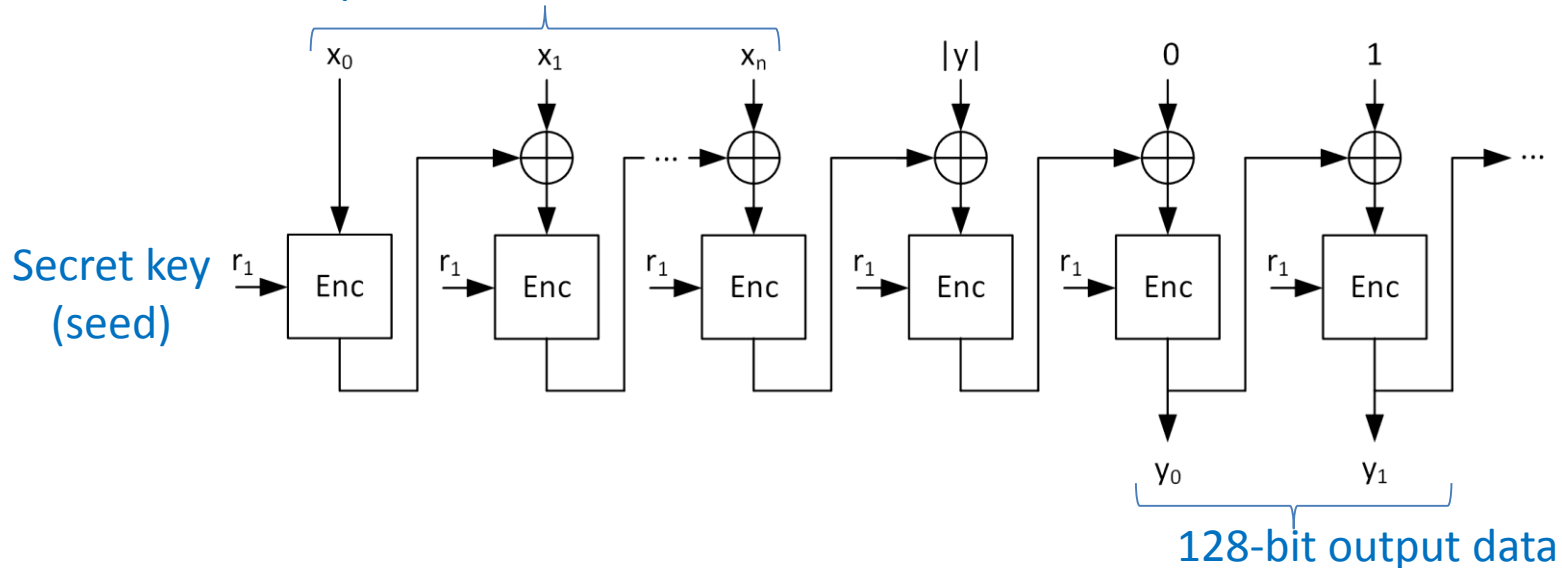 x₀ x₁ xₙ |y| 0 1
... ...
Secret key
(seed)
r₁ Enc r₁ Enc r₁ Enc r₁ Enc r₁ Enc r₁ Enc
y₀ y₁
128-bit output data